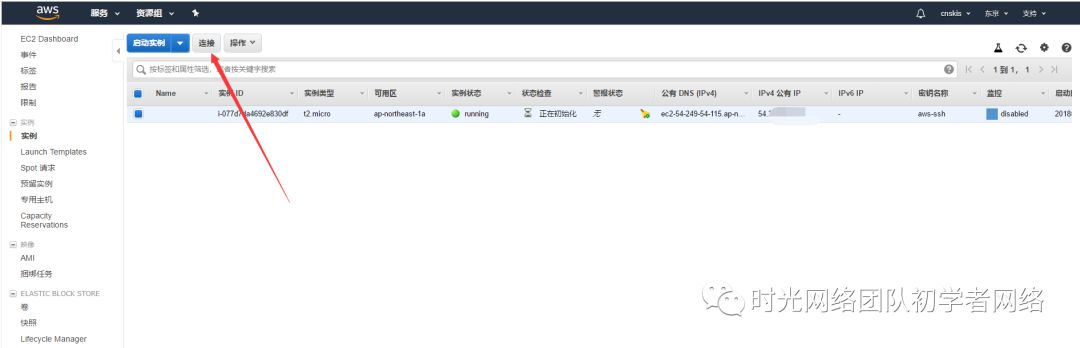 aws 服务 资源组 cnskis 东京 支持
EC2 Dashboard
事件
标签
报告
限制
实例
实例
Launch Templates
Spot 请求
预留实例
专用主机
Capacity
Reservations
映像
AMI
捆绑任务
ELASTIC BLOCK STORE
卷
快照
Lifecycle Manager
启动实例 连接 操作
按标签和属性筛选, 或者按关键字搜索 1 到 1, 1
Name 实例 ID 实例类型 可用区 实例状态 状态检查 警报状态 公有 DNS (IPv4) IPv4 公有 IP IPv6 IP 密钥名称 监控
t2.micro ap-northeast-1a running 正在初始化 无 ec2-54-249-54-115.ap-n... 54. - aws-ssh disabled
时光网络团队初学者网络